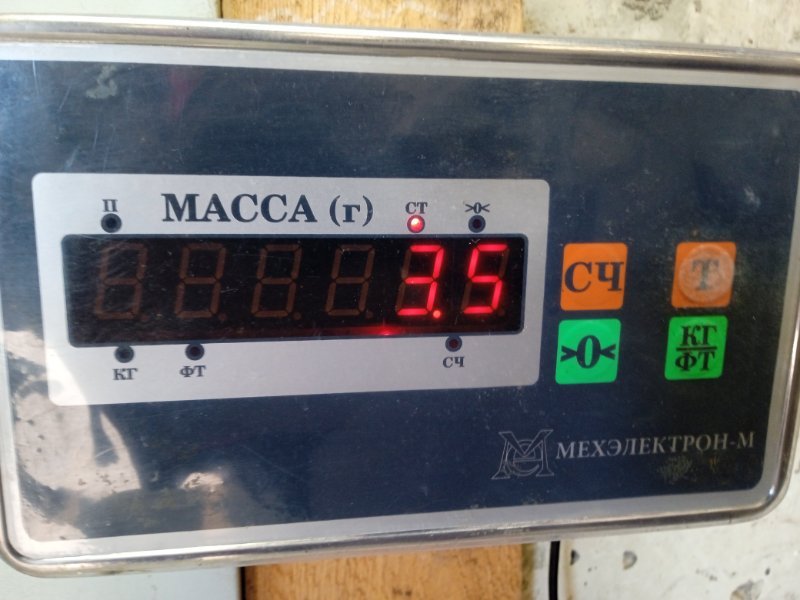 П МАССА (г) СТ >0<
3.5
КГ ФТ СЧ
СЧ Т
>0< КГ/ФТ
МЕХЭЛЕКТРОН-М